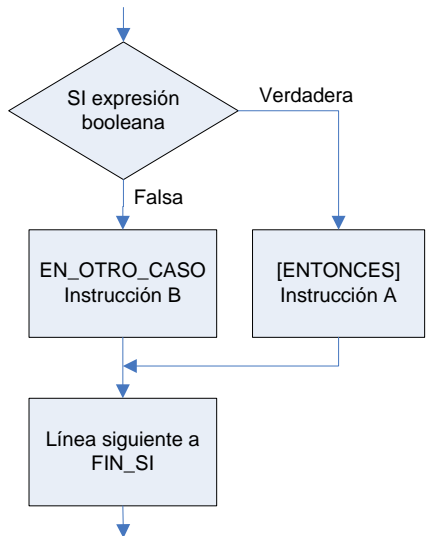 SI expresión
booleana
Verdadera
Falsa
EN_OTRO_CASO
Instrucción B
[ENTONCES]
Instrucción A
Línea siguiente a
FIN_SI